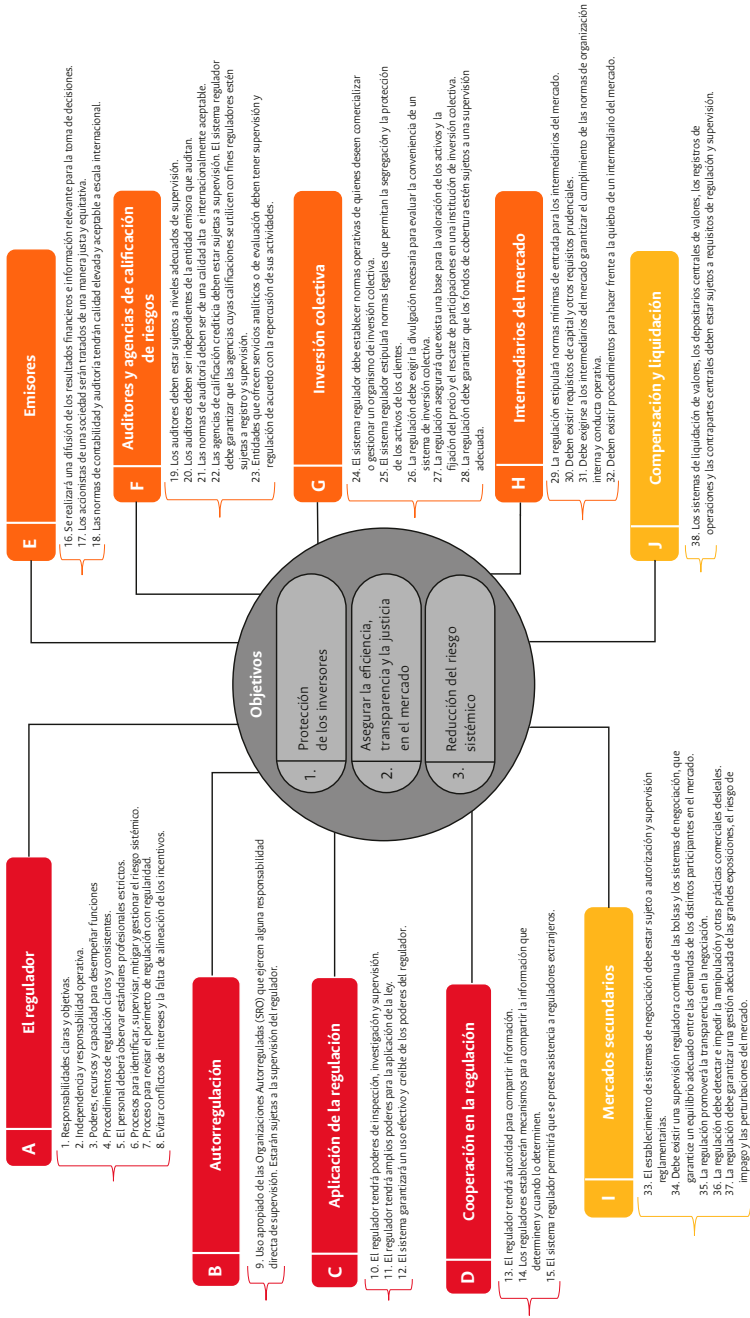 A
El regulador
1. Responsabilidades claras y objetivas.
2. Independencia y responsabilidad operativa.
3. Poderes, recursos y capacidad para desempeñar funciones
4. Procedimientos de regulación claros y consistentes.
5. El personal deberá observar estándares profesionales estrictos.
6. Procesos para identificar, supervisar, mitigar y gestionar el riesgo sistémico.
7. Proceso para revisar el perímetro de regulación con regularidad.
8. Evitar conflictos de intereses y la falta de alineación de los incentivos.
B
Autorregulación
9. Uso apropiado de las Organizaciones Autorreguladas (SRO) que ejercen alguna responsabilidad
directa de supervisión. Estarán sujetas a la supervisión del regulador.
C
Aplicación de la regulación
10. El regulador tendrá poderes de inspección, investigación y supervisión.
11. El regulador tendrá amplios poderes para la aplicación de la ley.
12. El sistema garantizará un uso efectivo y creíble de los poderes del regulador.
D
Cooperación en la regulación
13. El regulador tendrá autoridad para compartir información.
14. Los reguladores establecerán mecanismos para compartir la información que
determinen y cuando lo determinen.
15. El sistema regulador permitirá que se preste asistencia a reguladores extranjeros.
Objetivos
1.
Protección
de los inversores
2.
Asegurar la eficiencia,
transparencia y la justicia
en el mercado
3.
Reducción del riesgo
sistémico
E
Emisores
16. Se realizará una difusión de los resultados financieros e información relevante para la toma de decisiones.
17. Los accionistas de una sociedad serán tratados de una manera justa y equitativa.
18. Las normas de contabilidad y auditoría tendrán calidad elevada y aceptable a escala internacional.
F
Auditores y agencias de calificación
de riesgos
19. Los auditores deben estar sujetos a niveles adecuados de supervisión.
20. Los auditores deben ser independientes de la entidad emisora que auditan.
21. Las normas de auditoría deben ser de una calidad alta e internacionalmente aceptable.
22. Las agencias de calificación crediticia deben estar sujetas a supervisión. El sistema regulador
debe garantizar que las agencias cuyas calificaciones se utilicen con fines reguladores estén
sujetas a registro y supervisión.
23. Entidades que ofrecen servicios analíticos o de evaluación deben tener supervisión y
regulación de acuerdo con la repercusión de sus actividades.
G
Inversión colectiva
24. El sistema regulador debe establecer normas operativas de quienes deseen comercializar
o gestionar un organismo de inversión colectiva.
25. El sistema regulador estipulará normas legales que permitan la segregación y la protección
de los activos de los clientes.
26. La regulación debe exigir la divulgación necesaria para evaluar la conveniencia de un
sistema de inversión colectiva.
27. La regulación asegurará que exista una base para la valoración de los activos y la
fijación del precio y el rescate de participaciones en una institución de inversión colectiva.
28. La regulación debe garantizar que los fondos de cobertura estén sujetos a una supervisión
adecuada.
H
Intermediarios del mercado
29. La regulación estipulará normas mínimas de entrada para los intermediarios del mercado.
30. Deben existir requisitos de capital y otros requisitos prudenciales.
31. Debe exigirse a los intermediarios del mercado garantizar el cumplimiento de las normas de organización
interna y conducta operativa.
32. Deben existir procedimientos para hacer frente a la quiebra de un intermediario del mercado.
I
Mercados secundarios
33. El establecimiento de sistemas de negociación debe estar sujeto a autorización y supervisión
reglamentarias.
34. Debe existir una supervisión reguladora continua de las bolsas y los sistemas de negociación, que
garantice un equilibrio adecuado entre las demandas de los distintos participantes en el mercado.
35. La regulación promoverá la transparencia en la negociación.
36. La regulación debe detectar e impedir la manipulación y otras prácticas comerciales desleales.
37. La regulación debe garantizar una gestión adecuada de las grandes exposiciones, el riesgo de
impago y las perturbaciones del mercado.
J
Compensación y liquidación
38. Los sistemas de liquidación de valores, los depositarios centrales de valores, los registros de
operaciones y las contrapartes centrales deben estar sujetos a requisitos de regulación y supervisión.